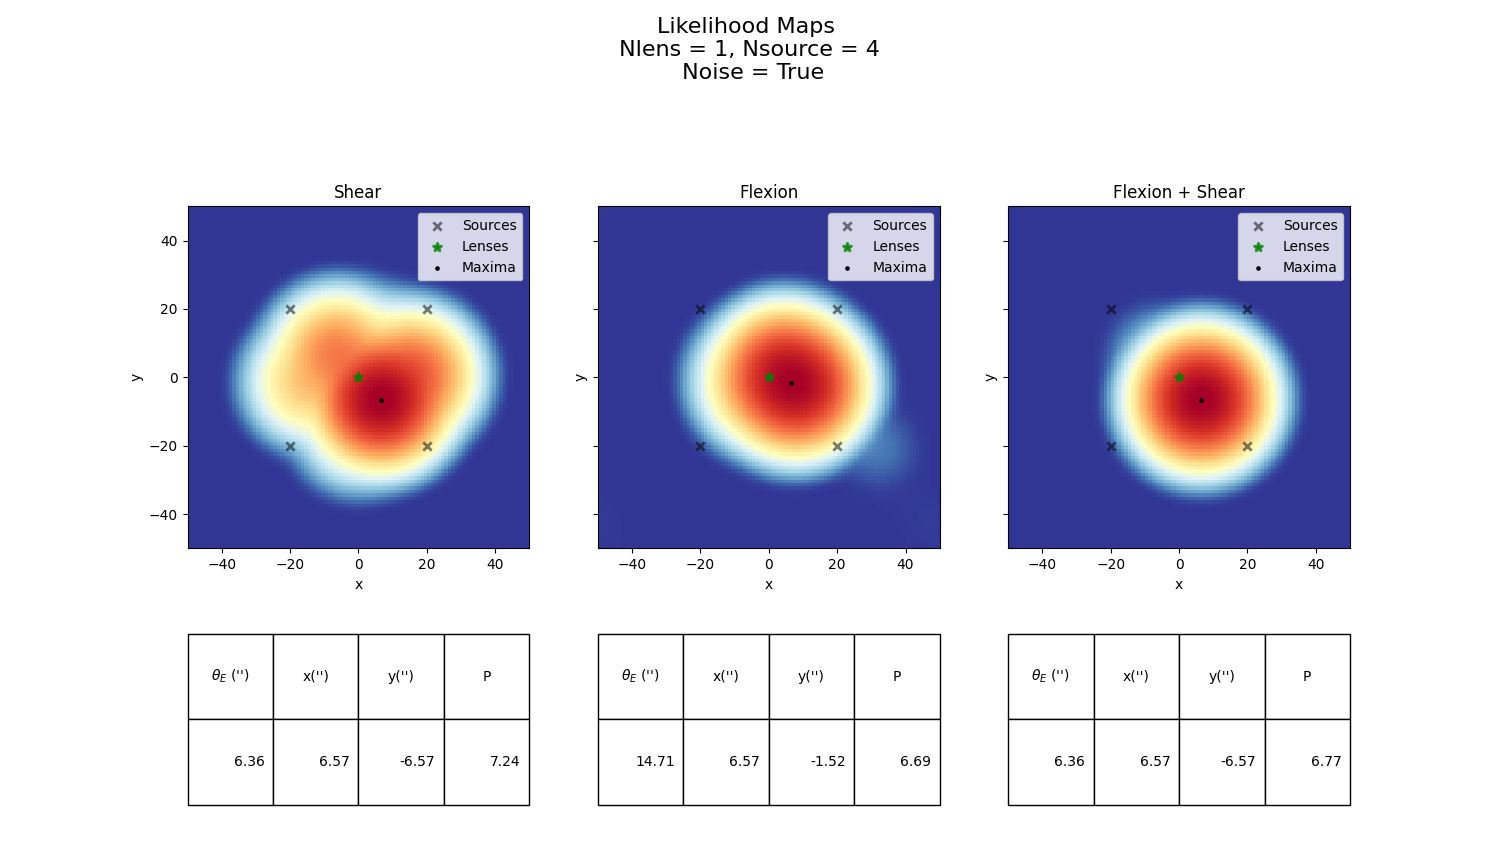 Likelihood Maps
Nlens = 1, Nsource = 4
Noise = True
Shear
Sources
Lenses
Maxima
40
20
0
−20
−40
y
−40 −20 0 20 40
x
Flexion
Sources
Lenses
Maxima
y
−40 −20 0 20 40
x
Flexion + Shear
Sources
Lenses
Maxima
y
−40 −20 0 20 40
x
θE ('') x('') y('') P
6.36 6.57 -6.57 7.24
θE ('') x('') y('') P
14.71 6.57 -1.52 6.69
θE ('') x('') y('') P
6.36 6.57 -6.57 6.77